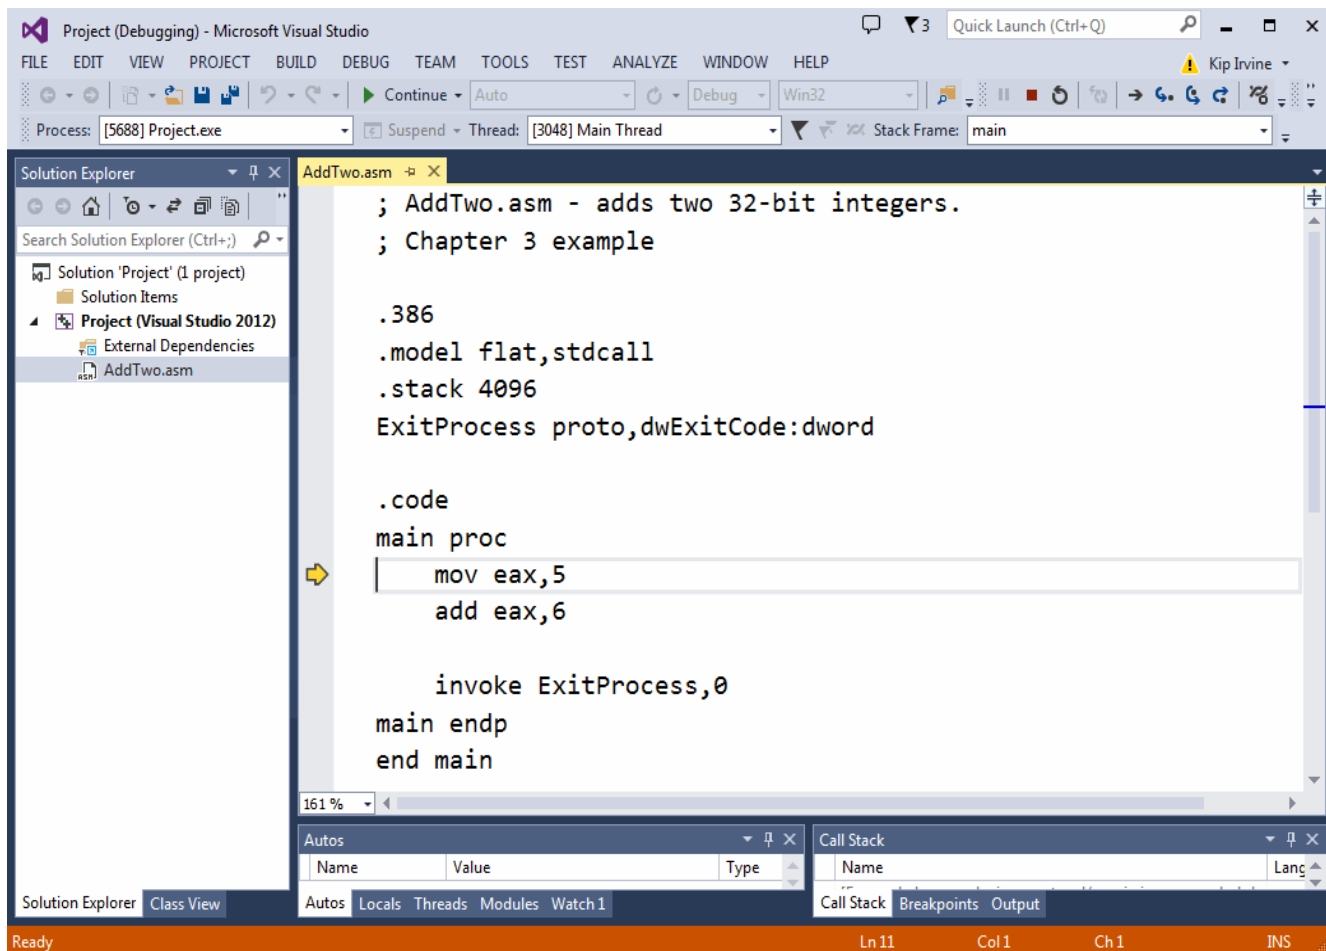 Project (Debugging) - Microsoft Visual Studio
3
Quick Launch (Ctrl+Q)
FILE EDIT VIEW PROJECT BUILD DEBUG TEAM TOOLS TEST ANALYZE WINDOW HELP
Kip Irvine
Continue Auto Debug Win32
Process: [5688] Project.exe Suspend Thread: [3048] Main Thread Stack Frame: main
Solution Explorer
Search Solution Explorer (Ctrl+;)
Solution 'Project' (1 project)
Solution Items
Project (Visual Studio 2012)
External Dependencies
AddTwo.asm
Solution Explorer Class View
AddTwo.asm
; AddTwo.asm - adds two 32-bit integers.
; Chapter 3 example
.386
.model flat,stdcall
.stack 4096
ExitProcess proto,dwExitCode:dword
.code
main proc
mov eax,5
add eax,6
invoke ExitProcess,0
main endp
end main
161 %
Autos
Name Value Type
Autos Locals Threads Modules Watch 1
Call Stack
Name Lang
Call Stack Breakpoints Output
Ready Ln 11 Col 1 Ch 1 INS